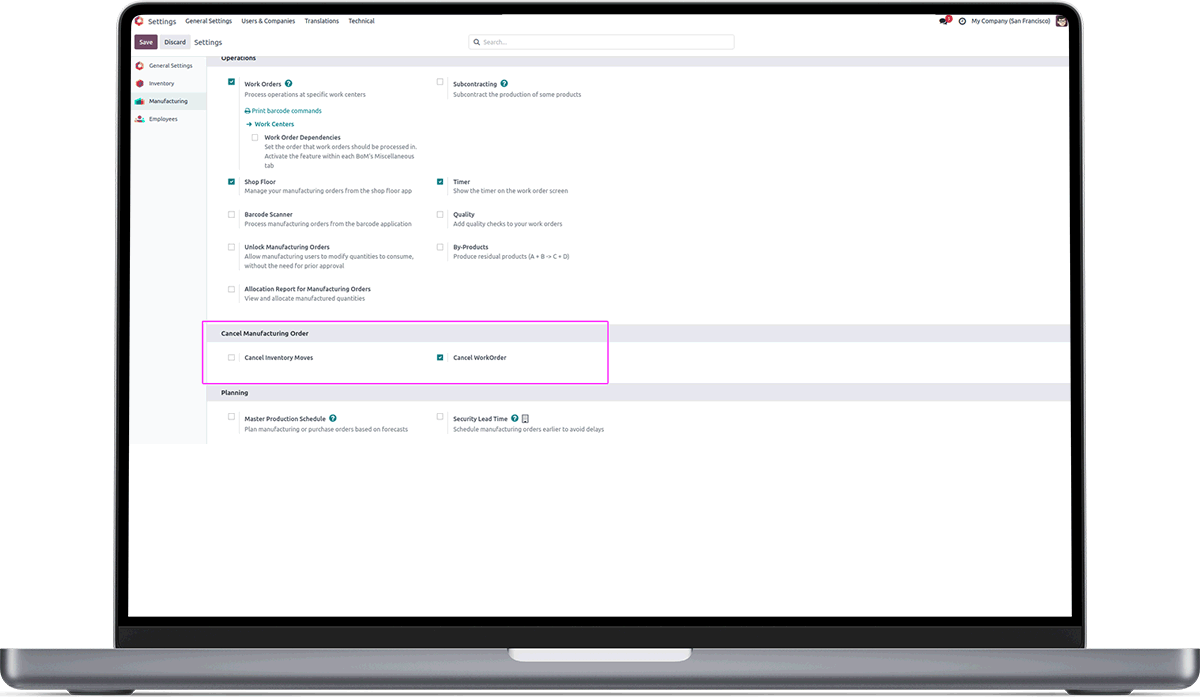 Settings General Settings Users & Companies Translations Technical My Company (San Francisco)
Save Discard Settings Search...
General Settings
Inventory
Manufacturing
Employees
Operations
Work Orders ?
Process operations at specific work centers
Print barcode commands
Work Centers
Work Order Dependencies
Set the order that work orders should be processed in.
Activate the feature within each BoM's Miscellaneous
tab
Subcontracting ?
Subcontract the production of some products
Shop Floor
Manage your manufacturing orders from the shop floor app
Timer
Show the timer on the work order screen
Barcode Scanner
Process manufacturing orders from the barcode application
Quality
Add quality checks to your work orders
Unlock Manufacturing Orders
Allow manufacturing users to modify quantities to consume,
without the need for prior approval
By-Products
Produce residual products (A + B -> C + D)
Allocation Report for Manufacturing Orders
View and allocate manufactured quantities
Cancel Manufacturing Order
Cancel Inventory Moves
Cancel WorkOrder
Planning
Master Production Schedule ?
Plan manufacturing or purchase orders based on forecasts
Security Lead Time ?
Schedule manufacturing orders earlier to avoid delays